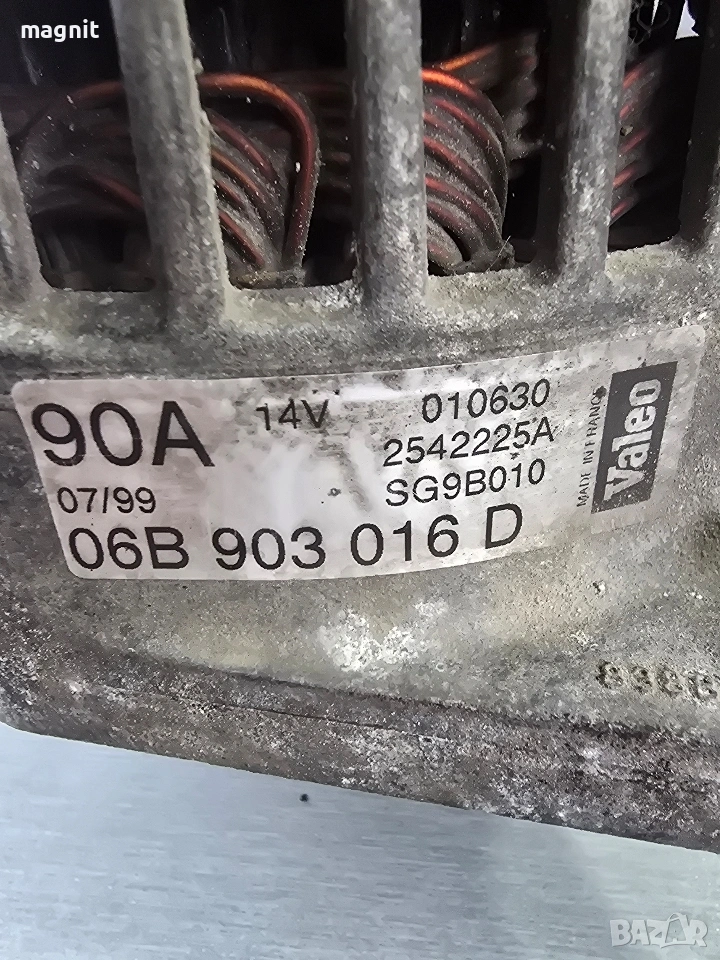 magnit
90A 14V 010630
2542225A
07/99 SG9B010
06B 903 016 D
MADE IN FRANCE
Valeo
BAZAR